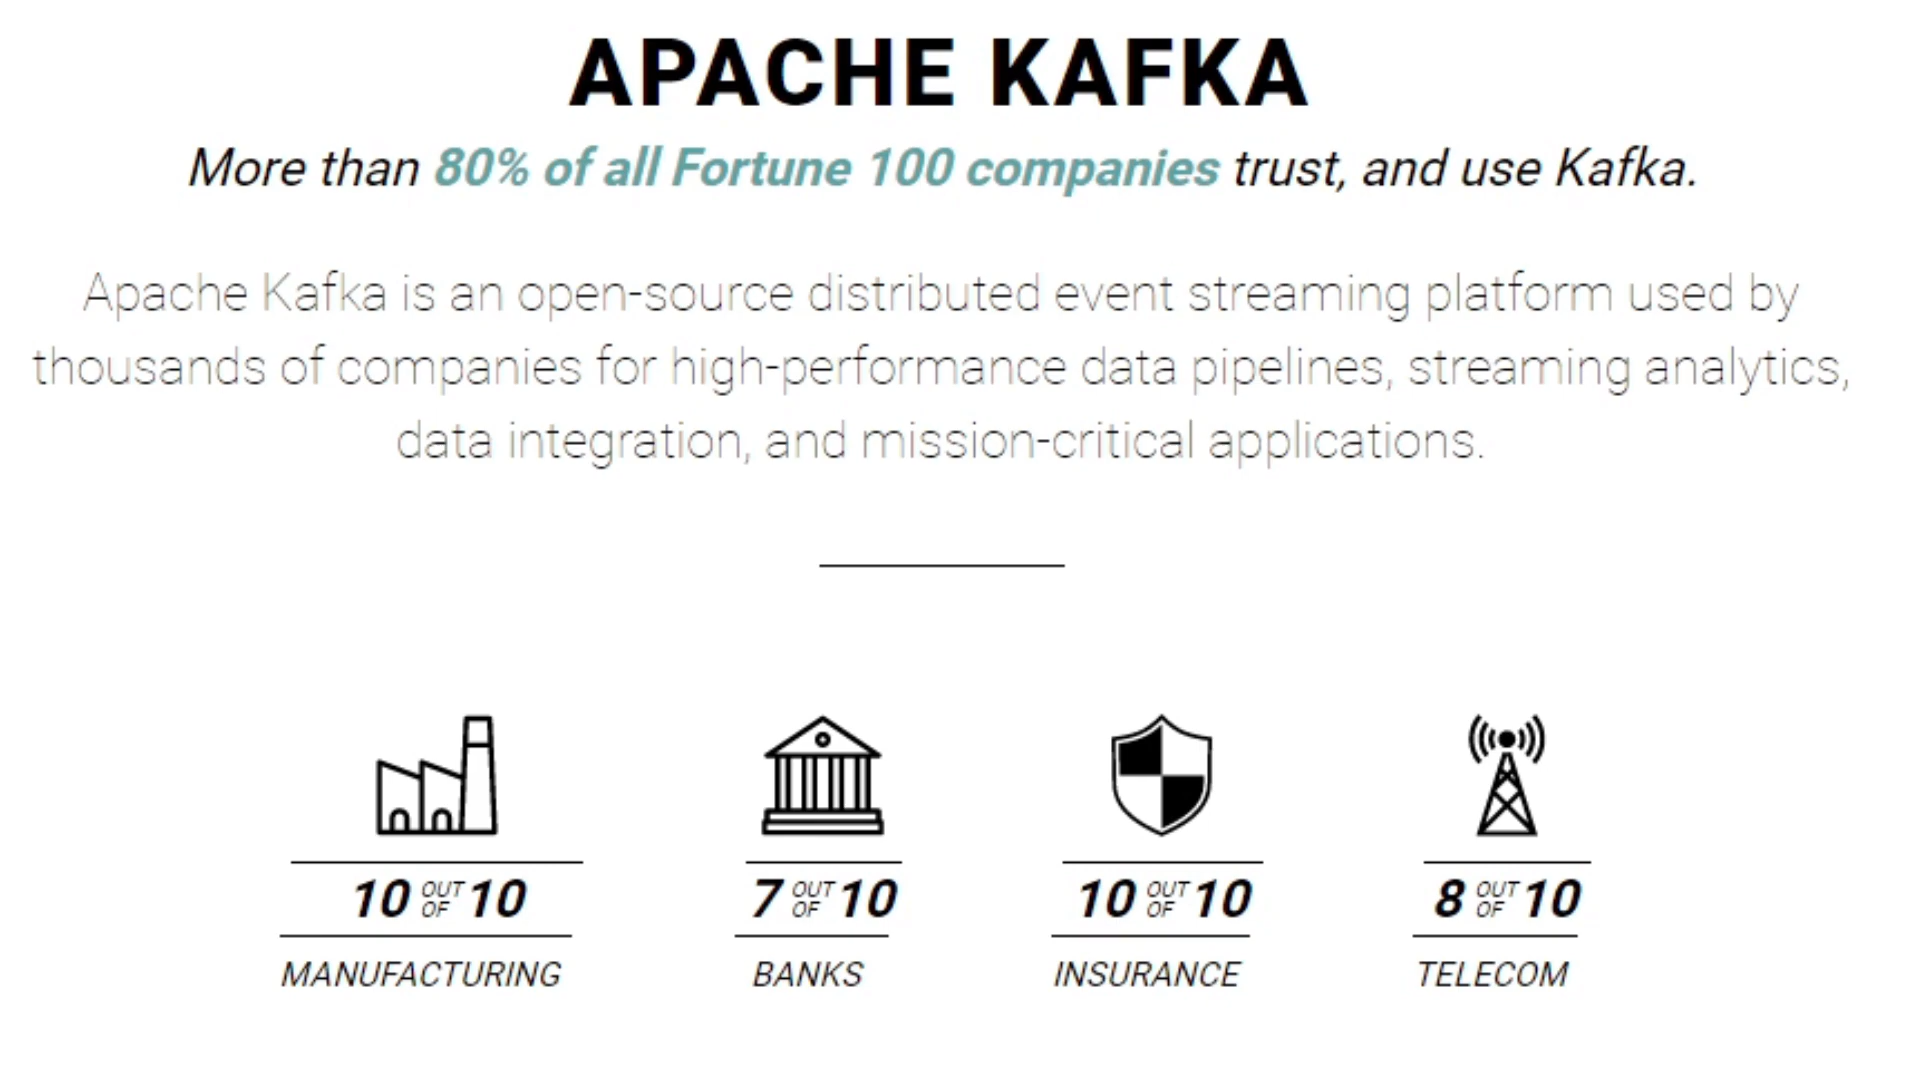 APACHE KAFKA
More than 80% of all Fortune 100 companies trust, and use Kafka.
Apache Kafka is an open-source distributed event streaming platform used by
thousands of companies for high-performance data pipelines, streaming analytics,
data integration, and mission-critical applications.
10 OUT OF 10
MANUFACTURING
7 OUT OF 10
BANKS
10 OUT OF 10
INSURANCE
8 OUT OF 10
TELECOM